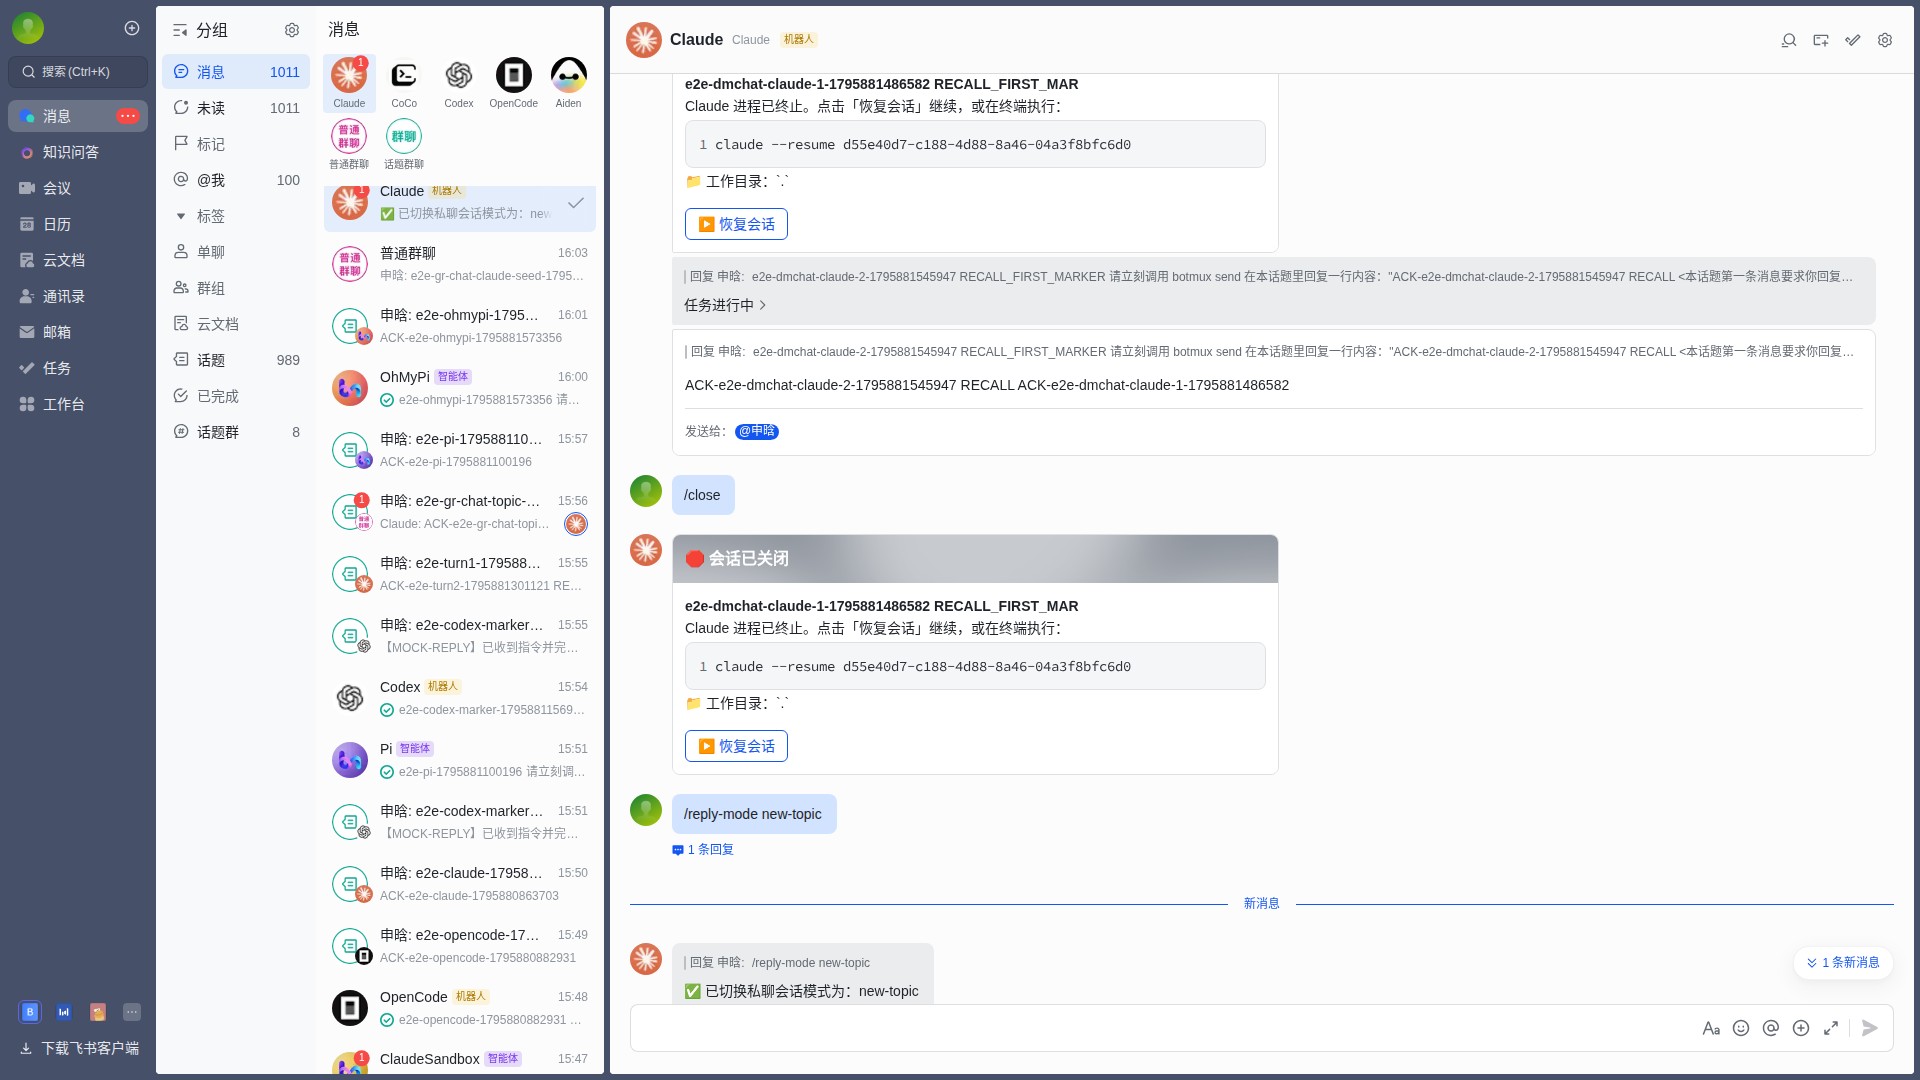 搜索 (Ctrl+K)
消息
知识问答
会议
日历
云文档
通讯录
邮箱
任务
工作台
下载飞书客户端
分组
消息 1011
未读 1011
标记
@我 100
标签
单聊
群组
云文档
话题 989
已完成
话题群 8
消息
1
Claude
CoCo
Codex
OpenCode
Aiden
普通群聊
普通群聊
群聊
话题群聊
1
Claude 机器人
✅ 已切换私聊会话模式为：new
普通群聊
普通群聊 16:03
申晗: e2e-gr-chat-claude-seed-1795…
申晗: e2e-ohmypi-1795… 16:01
ACK-e2e-ohmypi-1795881573356
OhMyPi 智能体 16:00
e2e-ohmypi-1795881573356 请…
申晗: e2e-pi-179588110… 15:57
ACK-e2e-pi-1795881100196
1
申晗: e2e-gr-chat-topic-… 15:56
Claude: ACK-e2e-gr-chat-topi…
申晗: e2e-turn1-179588… 15:55
ACK-e2e-turn2-1795881301121 RE…
申晗: e2e-codex-marker… 15:55
【MOCK-REPLY】已收到指令并完…
Codex 机器人 15:54
e2e-codex-marker-17958811569…
Pi 智能体 15:51
e2e-pi-1795881100196 请立刻调…
申晗: e2e-codex-marker… 15:51
【MOCK-REPLY】已收到指令并完…
申晗: e2e-claude-17958… 15:50
ACK-e2e-claude-1795880863703
申晗: e2e-opencode-17… 15:49
ACK-e2e-opencode-1795880882931
OpenCode 机器人 15:48
e2e-opencode-1795880882931 …
1
ClaudeSandbox 智能体 15:47
Claude Claude 机器人
e2e-dmchat-claude-1-1795881486582 RECALL_FIRST_MAR
Claude 进程已终止。点击「恢复会话」继续，或在终端执行：
1 claude --resume d55e40d7-c188-4d88-8a46-04a3f8bfc6d0
📁 工作目录：`.`
▶️ 恢复会话
回复 申晗：e2e-dmchat-claude-2-1795881545947 RECALL_FIRST_MARKER 请立刻调用 botmux send 在本话题里回复一行内容："ACK-e2e-dmchat-claude-2-1795881545947 RECALL <本话题第一条消息要求你回复…
任务进行中
回复 申晗：e2e-dmchat-claude-2-1795881545947 RECALL_FIRST_MARKER 请立刻调用 botmux send 在本话题里回复一行内容："ACK-e2e-dmchat-claude-2-1795881545947 RECALL <本话题第一条消息要求你回复…
ACK-e2e-dmchat-claude-2-1795881545947 RECALL ACK-e2e-dmchat-claude-1-1795881486582
发送给：@申晗
/close
会话已关闭
e2e-dmchat-claude-1-1795881486582 RECALL_FIRST_MAR
Claude 进程已终止。点击「恢复会话」继续，或在终端执行：
1 claude --resume d55e40d7-c188-4d88-8a46-04a3f8bfc6d0
📁 工作目录：`.`
▶️ 恢复会话
/reply-mode new-topic
1 条回复
新消息
回复 申晗：/reply-mode new-topic
✅ 已切换私聊会话模式为：new-topic
1 条新消息
Aa